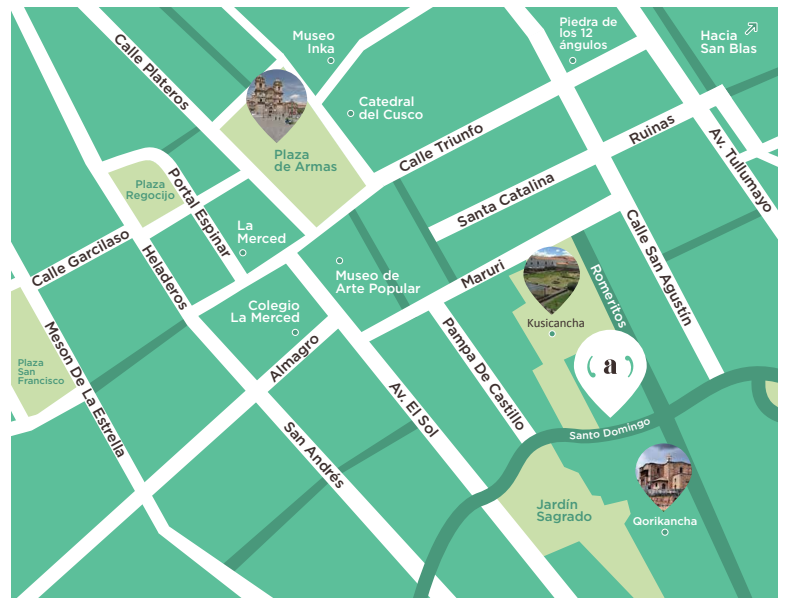 Piedra de
los 12
ángulos
Hacia
San Blas
Museo
Inka
Calle Plateros
Catedral
del Cusco
Calle Triunfo
Ruinas
Av. Tullumayo
Plaza
de Armas
Plaza
Regocijo
Portal Espinar
Santa Catalina
La
Merced
Calle Garcilaso
Heladeros
Museo de
Arte Popular
Maruri
Romeritos
Calle San Agustín
Colegio
La Merced
Kusicancha
Meson De La Estrella
Almagro
Pampa De Castillo
Plaza
San
Francisco
(a)
Av. El Sol
San Andrés
Santo Domingo
Jardín
Sagrado
Qorikancha